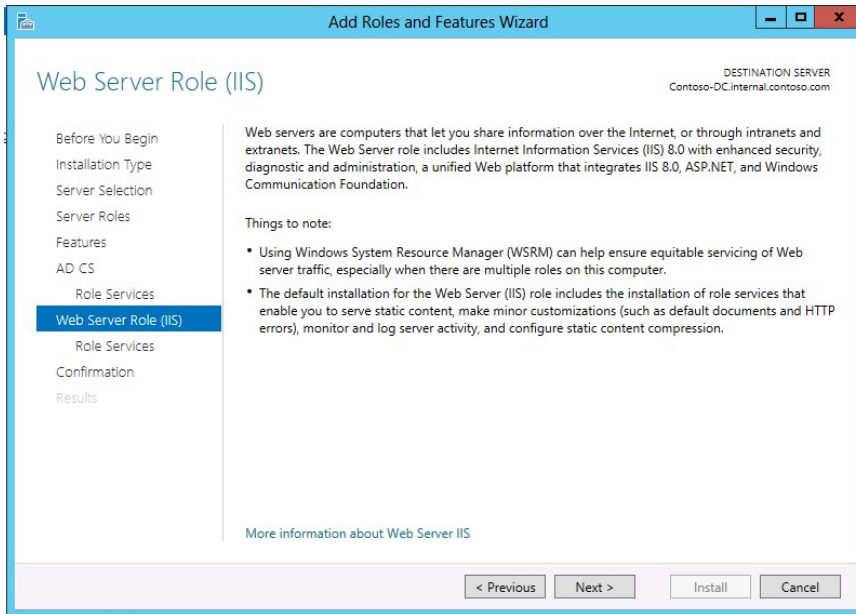 Add Roles and Features Wizard
Web Server Role (IIS)
DESTINATION SERVER
Contoso-DC.internal.contoso.com
Before You Begin
Installation Type
Server Selection
Server Roles
Features
AD CS
Role Services
Web Server Role (IIS)
Role Services
Confirmation
Results
Web servers are computers that let you share information over the Internet, or through intranets and
extranets. The Web Server role includes Internet Information Services (IIS) 8.0 with enhanced security,
diagnostic and administration, a unified Web platform that integrates IIS 8.0, ASP.NET, and Windows
Communication Foundation.
Things to note:
• Using Windows System Resource Manager (WSRM) can help ensure equitable servicing of Web
server traffic, especially when there are multiple roles on this computer.
• The default installation for the Web Server (IIS) role includes the installation of role services that
enable you to serve static content, make minor customizations (such as default documents and HTTP
errors), monitor and log server activity, and configure static content compression.
More information about Web Server IIS
< Previous
Next >
Install
Cancel